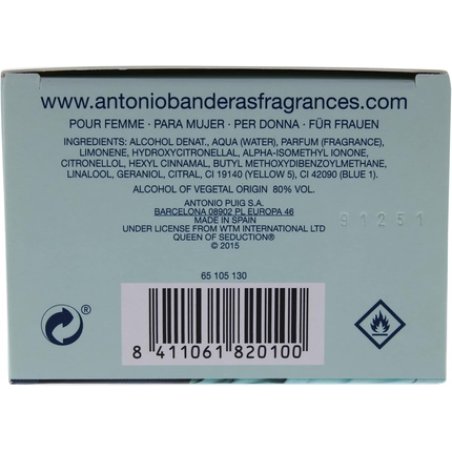 www.antoniobanderasfragrances.com
POUR FEMME · PARA MUJER · PER DONNA · FÜR FRAUEN
INGREDIENTS: ALCOHOL DENAT., AQUA (WATER), PARFUM (FRAGRANCE),
LIMONENE, HYDROXYCITRONELLAL, ALPHA-ISOMETHYL IONONE,
CITRONELLOL, HEXYL CINNAMAL, BUTYL METHOXYDIBENZOYLMETHANE,
LINALOOL, GERANIOL, CITRAL, CI 19140 (YELLOW 5), CI 42090 (BLUE 1).
ALCOHOL OF VEGETAL ORIGIN 80% VOL.
ANTONIO PUIG S.A.
BARCELONA 08902 PL EUROPA 46
MADE IN SPAIN
UNDER LICENSE FROM WTM INTERNATIONAL LTD
QUEEN OF SEDUCTION®
© 2015
91251
65 105 130
®
8 411061 820100